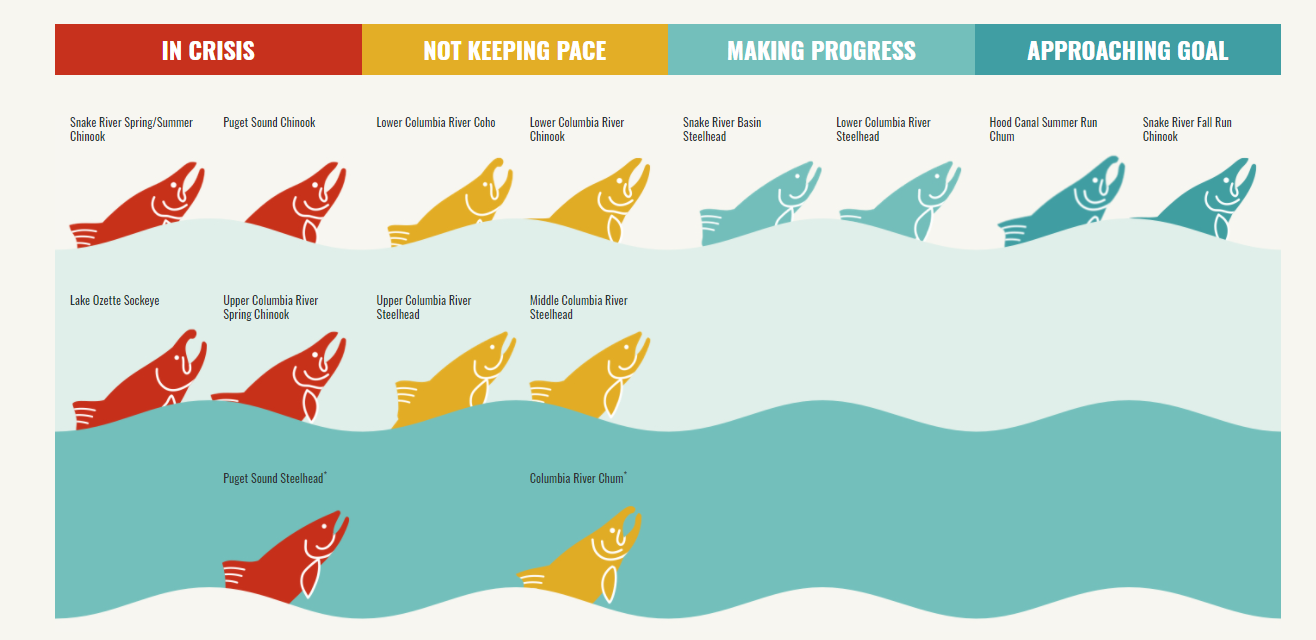 IN CRISIS
NOT KEEPING PACE
MAKING PROGRESS
APPROACHING GOAL
Snake River Spring/Summer
Chinook
Puget Sound Chinook
Lower Columbia River Coho
Lower Columbia River
Chinook
Snake River Basin
Steelhead
Lower Columbia River
Steelhead
Hood Canal Summer Run
Chum
Snake River Fall Run
Chinook
Lake Ozette Sockeye
Upper Columbia River
Spring Chinook
Upper Columbia River
Steelhead
Middle Columbia River
Steelhead
Puget Sound Steelhead*
Columbia River Chum*